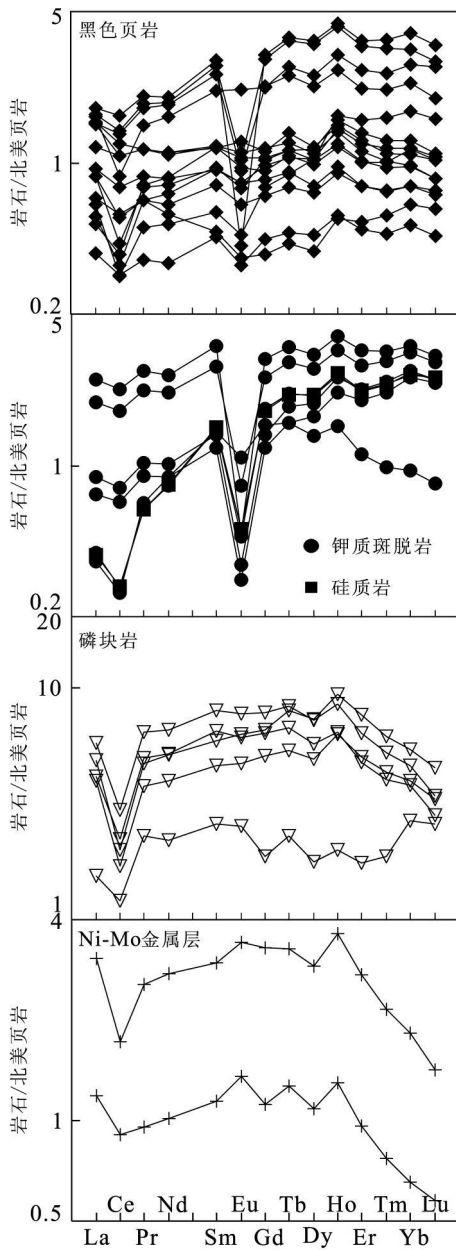 5
黑色页岩
岩石/北美页岩
1
0.2
5
岩石/北美页岩
1
钾质斑脱岩
硅质岩
0.2
20
磷块岩
10
岩石/北美页岩
1
4
Ni-Mo金属层
岩石/北美页岩
1
0.5
Ce Nd Eu Tb Ho Tm Lu
La Pr Sm Gd Dy Er Yb